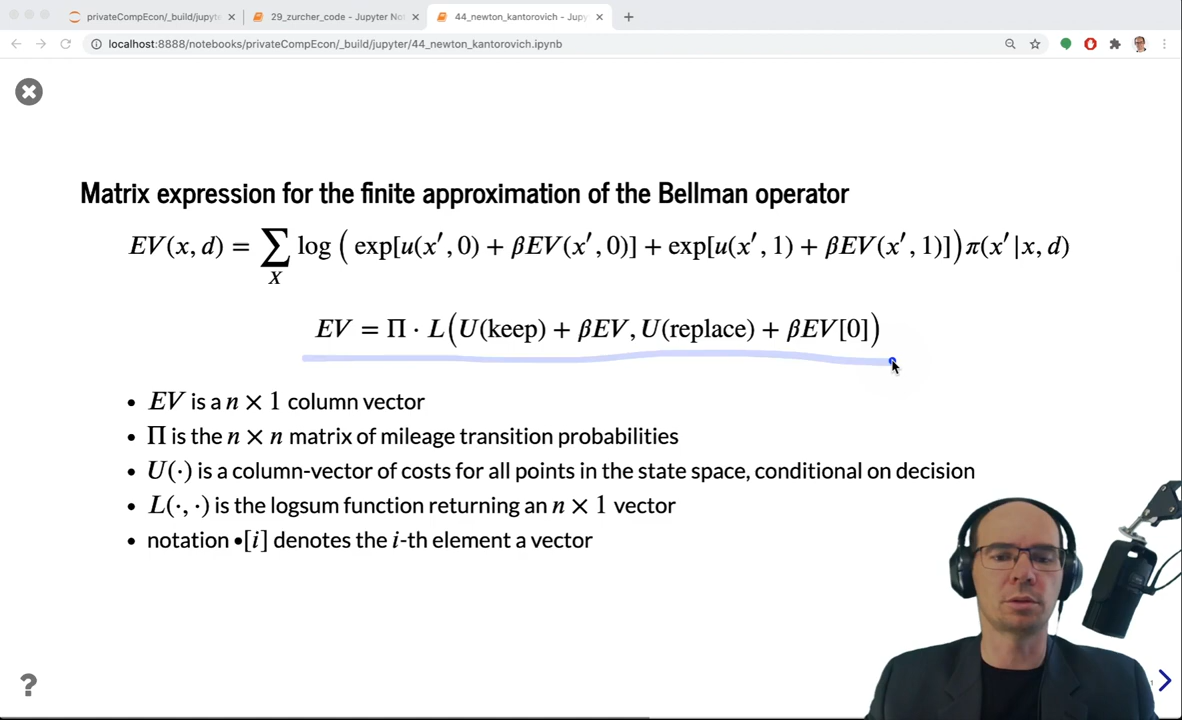 privateCompEcon/_build/jupyte
29_zurcher_code - Jupyter Not
44_newton_kantorovich - Jupy
localhost:8888/notebooks/privateCompEcon/_build/jupyter/44_newton_kantorovich.ipynb
Matrix expression for the finite approximation of the Bellman operator
EV(x, d) = ∑_X log ( exp[u(x′, 0) + βEV(x′, 0)] + exp[u(x′, 1) + βEV(x′, 1)] ) π(x′|x, d)
EV = Π · L(U(keep) + βEV, U(replace) + βEV[0])
• EV is a n × 1 column vector
• Π is the n × n matrix of mileage transition probabilities
• U(·) is a column-vector of costs for all points in the state space, conditional on decision
• L(·, ·) is the logsum function returning an n × 1 vector
• notation •[i] denotes the i-th element a vector
?